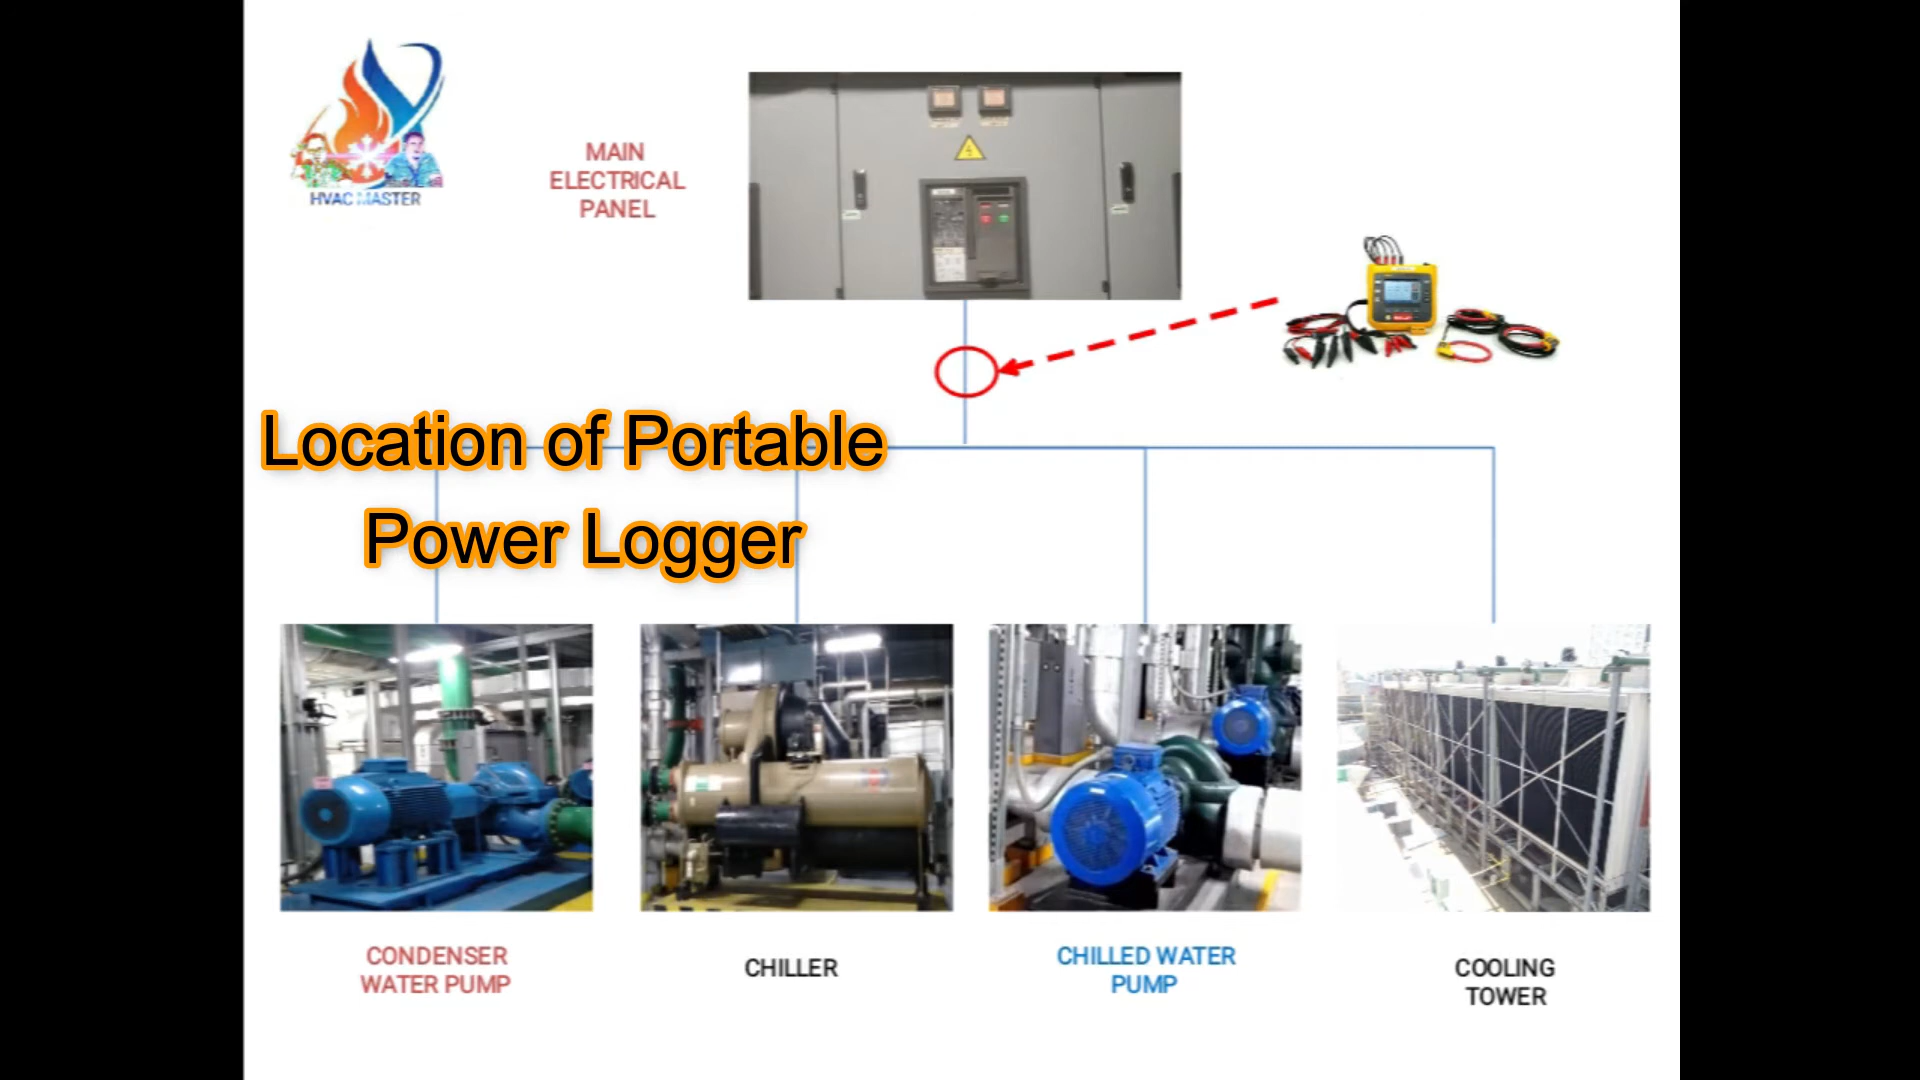 HVAC MASTER
MAIN
ELECTRICAL
PANEL
Location of Portable
Power Logger
CONDENSER
WATER PUMP
CHILLER
CHILLED WATER
PUMP
COOLING
TOWER